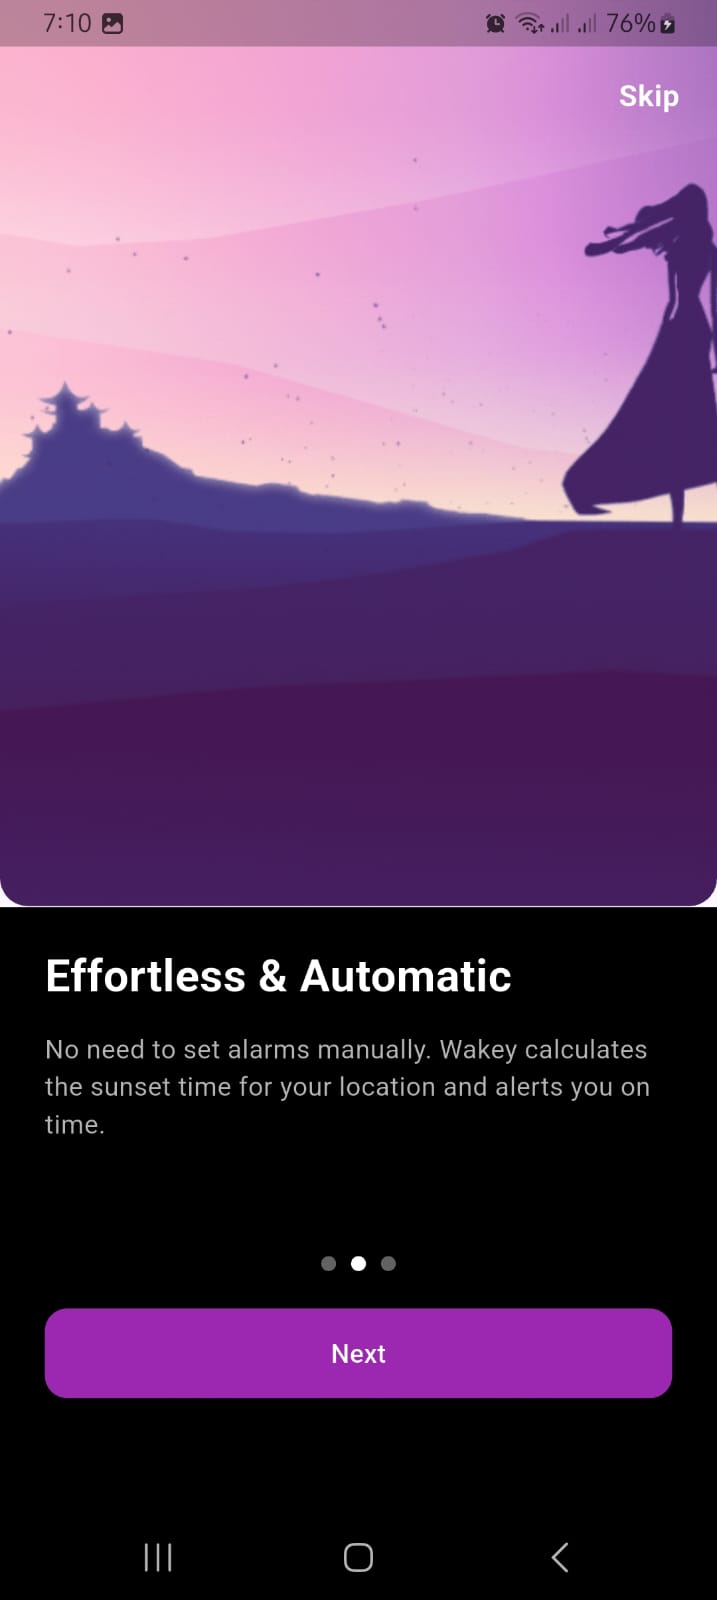 7:10
76%
Skip
Effortless & Automatic
No need to set alarms manually. Wakey calculates
the sunset time for your location and alerts you on
time.
Next